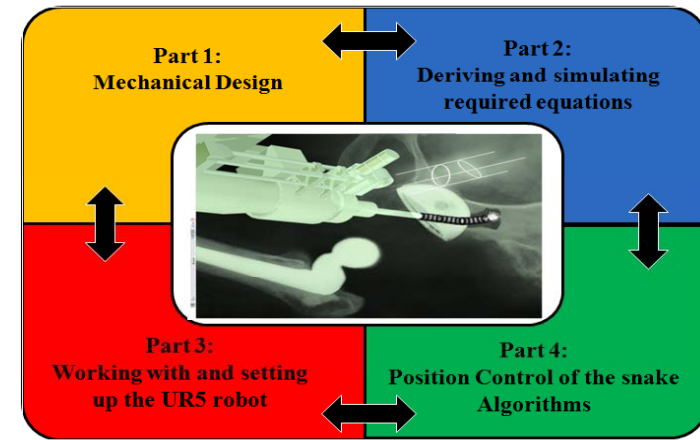 Part 1:
Mechanical Design
Part 2:
Deriving and simulating
required equations
Part 3:
Working with and setting
up the UR5 robot
Part 4:
Position Control of the snake
Algorithms